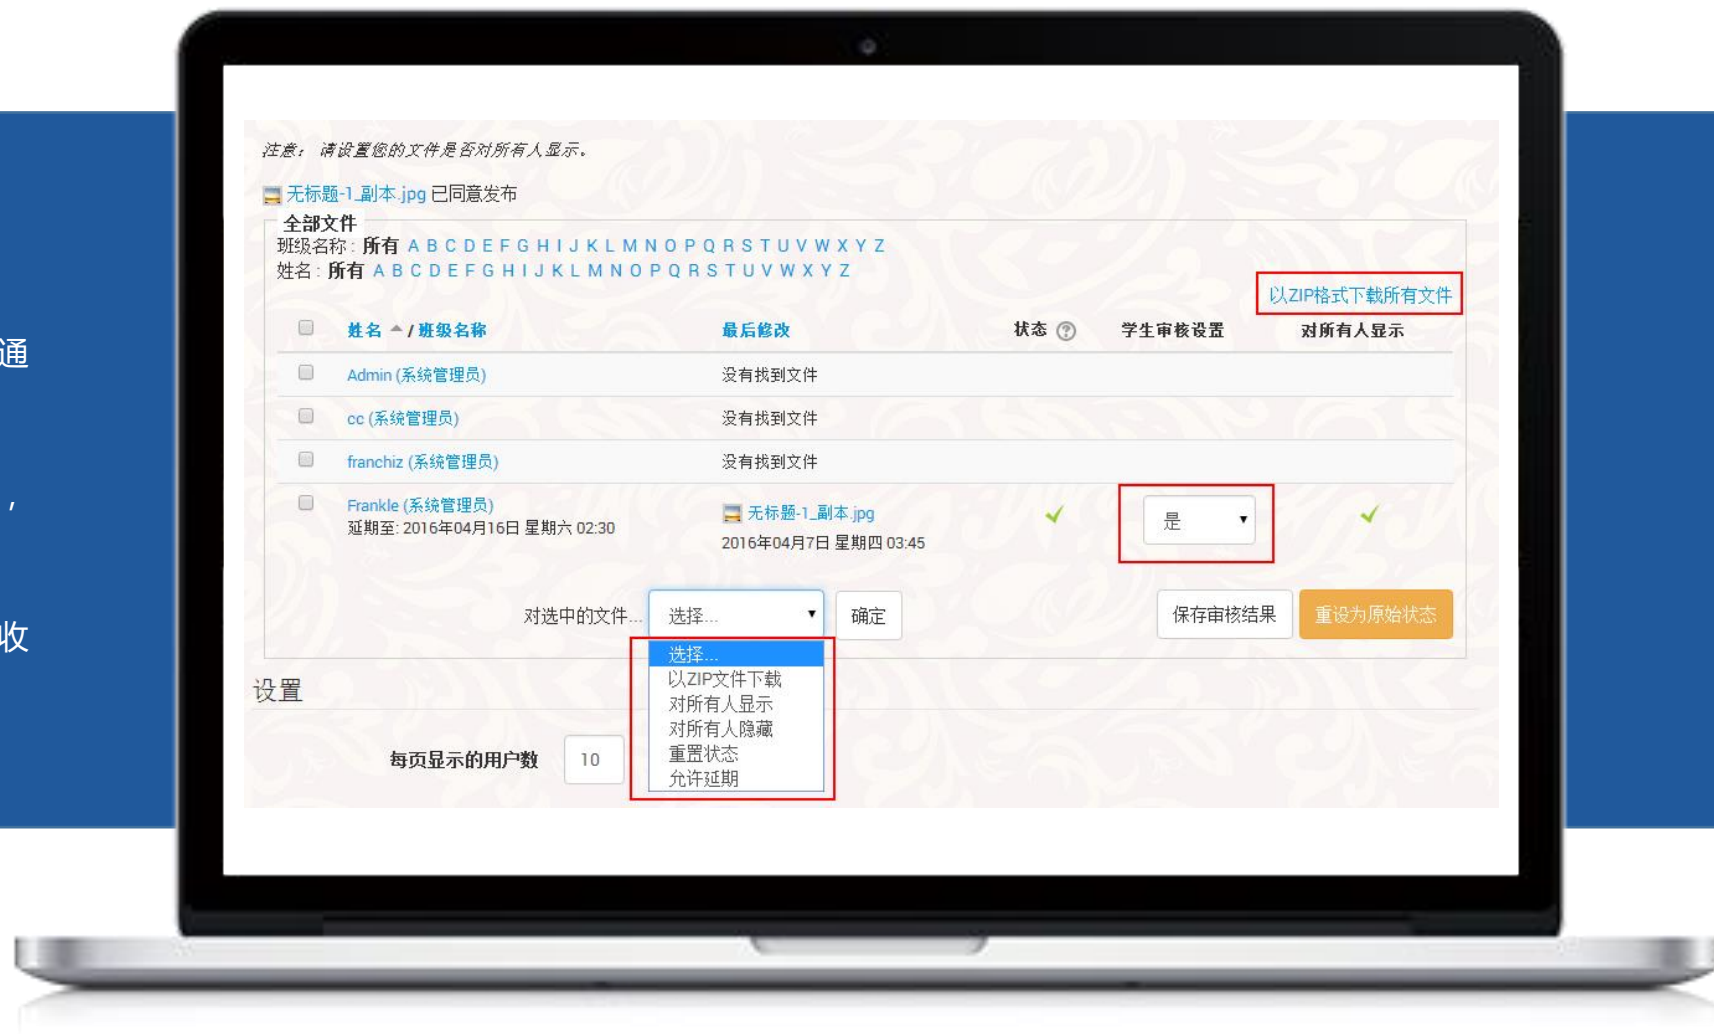 通
，
收
注意： 请设置您的文件是否对所有人显示。
无标题-1_副本.jpg 已同意发布
全部文件
班级名称 : 所有 A B C D E F G H I J K L M N O P Q R S T U V W X Y Z
姓名 : 所有 A B C D E F G H I J K L M N O P Q R S T U V W X Y Z
以ZIP格式下载所有文件
姓名 / 班级名称 最后修改 状态 ? 学生审核设置 对所有人显示
Admin (系统管理员) 没有找到文件
cc (系统管理员) 没有找到文件
franchiz (系统管理员) 没有找到文件
Frankle (系统管理员) 无标题-1_副本.jpg 是
延期至: 2016年04月16日 星期六 02:30 2016年04月7日 星期四 03:45
对选中的文件... 选择... 确定 保存审核结果 重设为原始状态
选择...
以ZIP文件下载
对所有人显示
对所有人隐藏
重置状态
允许延期
设置
每页显示的用户数 10